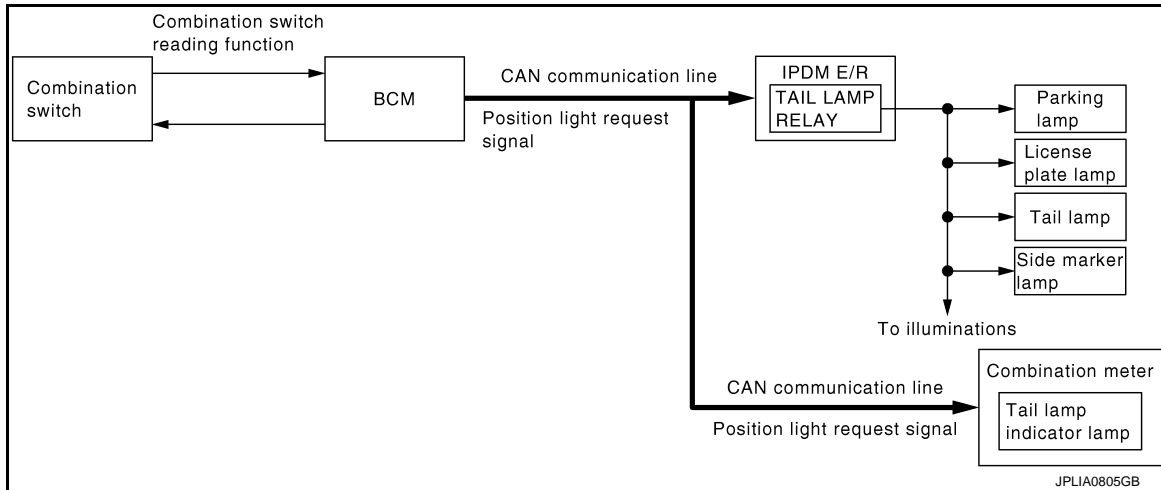 Combination switch
reading function
Combination
switch
BCM
CAN communication line
Position light request
signal
IPDM E/R
TAIL LAMP
RELAY
Parking
lamp
License
plate lamp
Tail lamp
Side marker
lamp
To illuminations
CAN communication line
Position light request signal
Combination meter
Tail lamp
indicator lamp
JPLIA0805GB